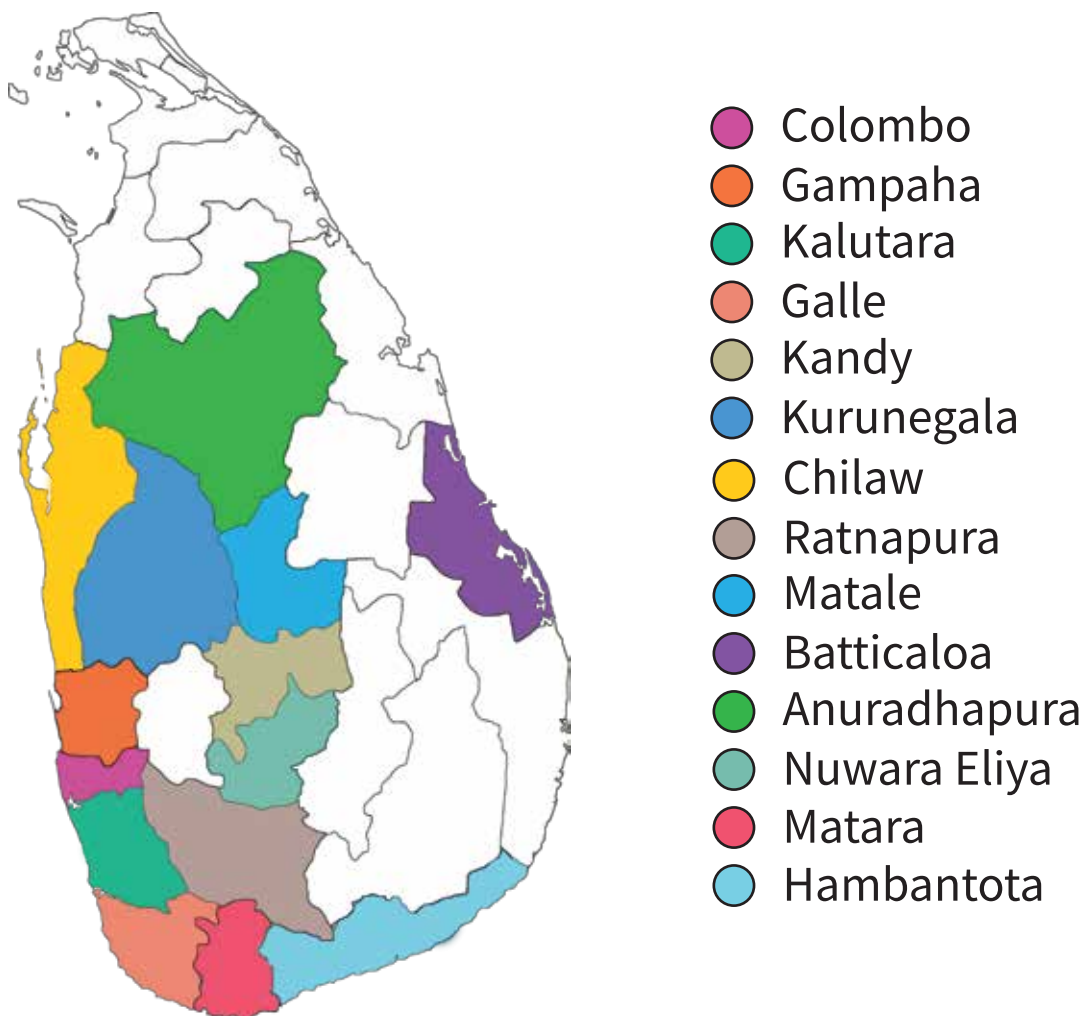 Colombo
Gampaha
Kalutara
Galle
Kandy
Kurunegala
Chilaw
Ratnapura
Matale
Batticaloa
Anuradhapura
Nuwara Eliya
Matara
Hambantota